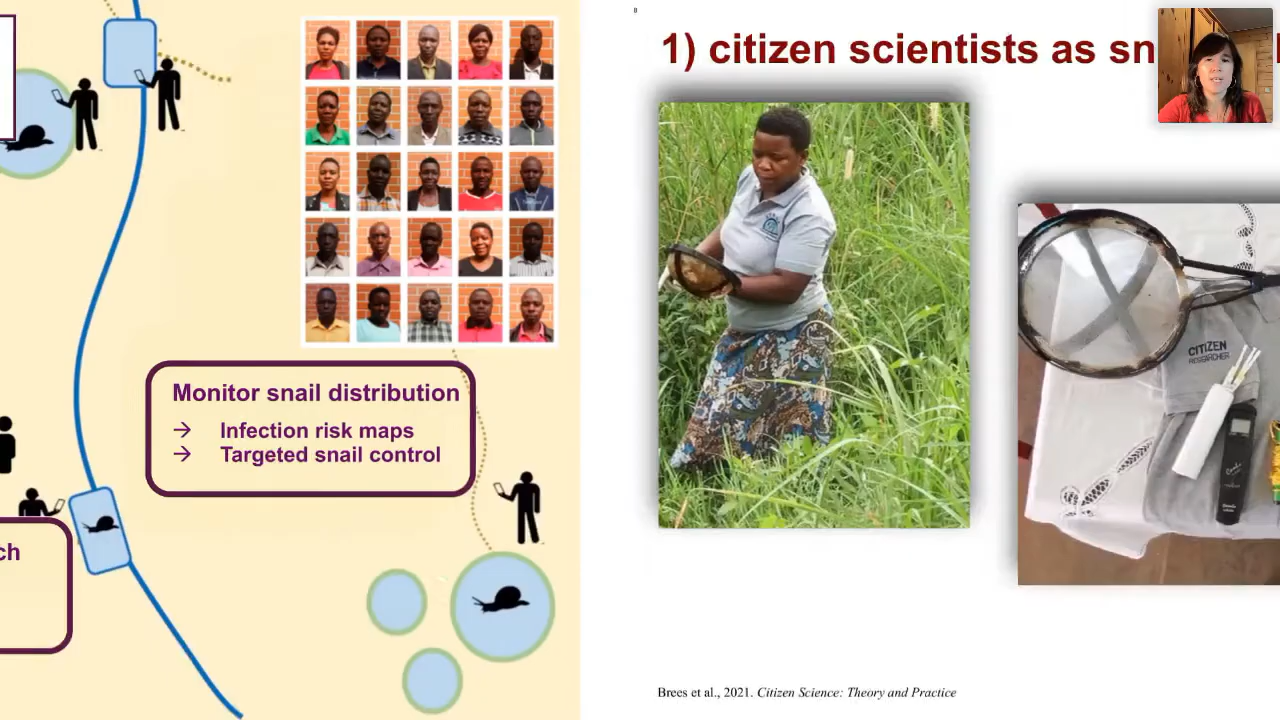 ch
Monitor snail distribution
→ Infection risk maps
→ Targeted snail control
8
1) citizen scientists as sn
CITIZEN
RESEARCHER
Brees et al., 2021. Citizen Science: Theory and Practice